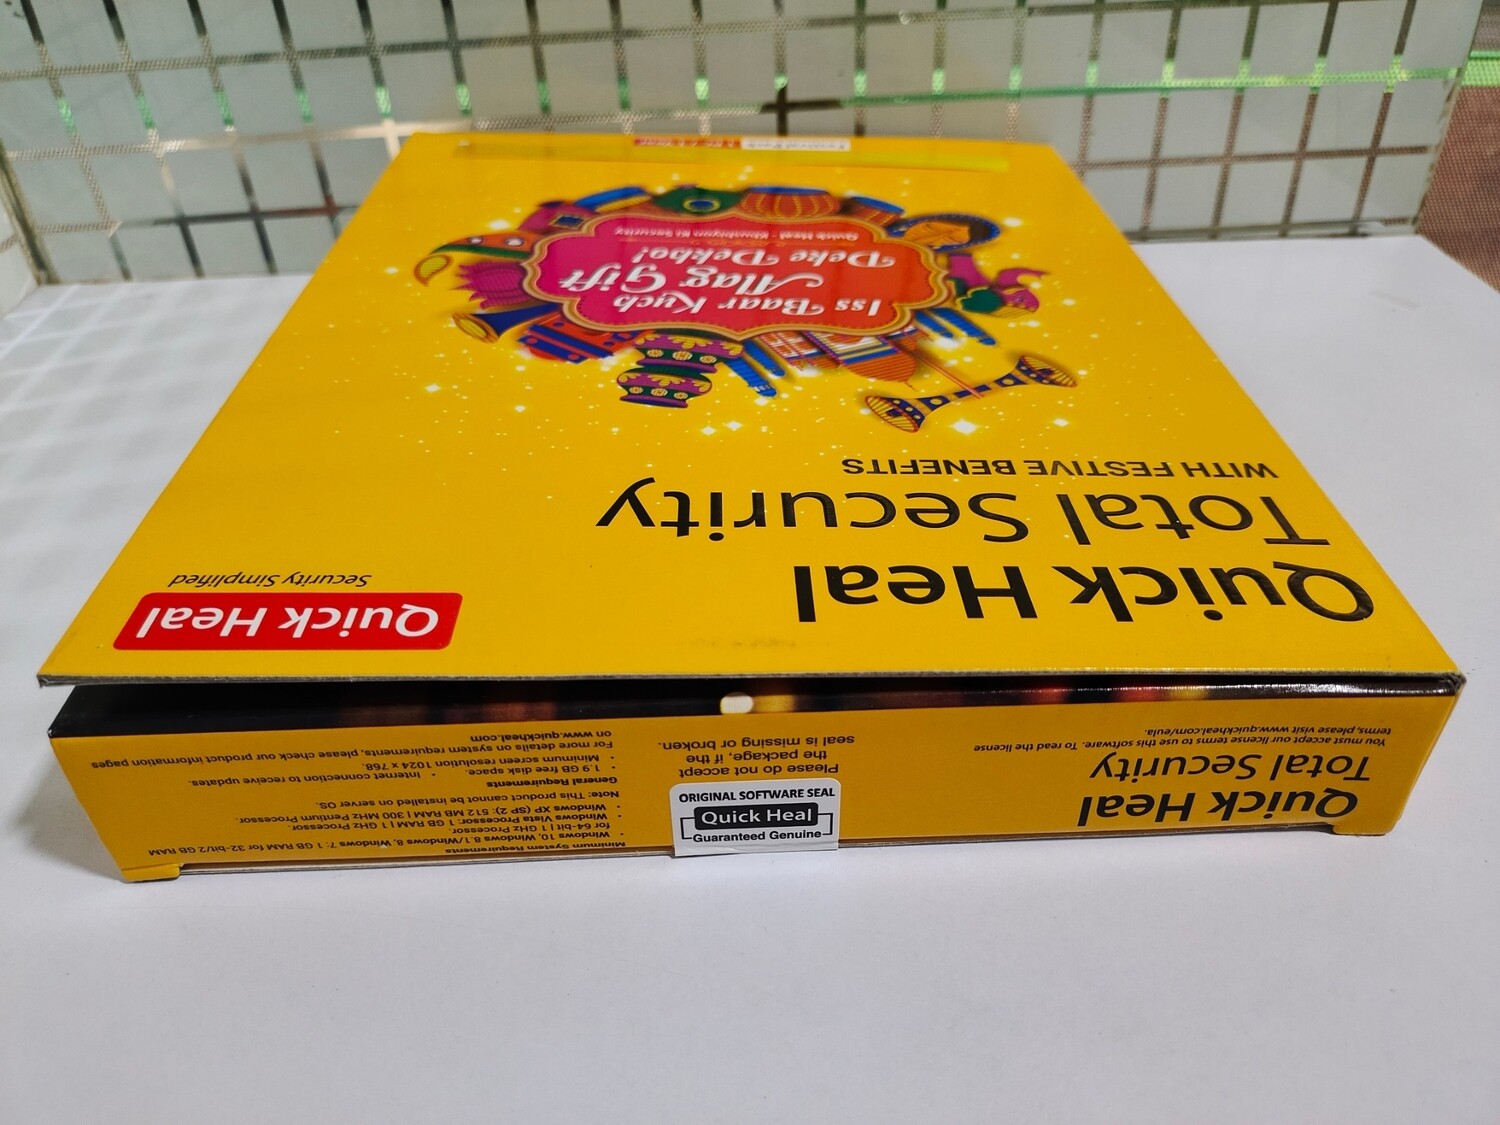 Quick Heal
Security Simplified
Quick Heal
Total Security
WITH FESTIVE BENEFITS
Iss Baar Kuch
Alag Gift
Deke Dekho!
Quick Heal - Khushiyon Ki Security
Festival Pack
Quick Heal
Total Security
You must accept our license terms to use this software. To read the license
terms, please visit www.quickheal.com/eula.
Please do not accept
the package, if the
seal is missing or broken.
ORIGINAL SOFTWARE SEAL
Quick Heal
Guaranteed Genuine
Minimum System Requirements
• Windows 10, Windows 8.1/Windows 8, Windows 7: 1 GB RAM for 32-bit/2 GB RAM
for 64-bit | 1 GHz Processor.
• Windows Vista Processor: 1 GB RAM | 1 GHz Processor.
• Windows XP (SP 2): 512 MB RAM | 300 MHz Pentium Processor.
Note: This product cannot be installed on server OS.
General Requirements
• 1.9 GB free disk space. • Internet connection to receive updates.
• Minimum screen resolution 1024 x 768.
For more details on system requirements, please check our product information pages
on www.quickheal.com